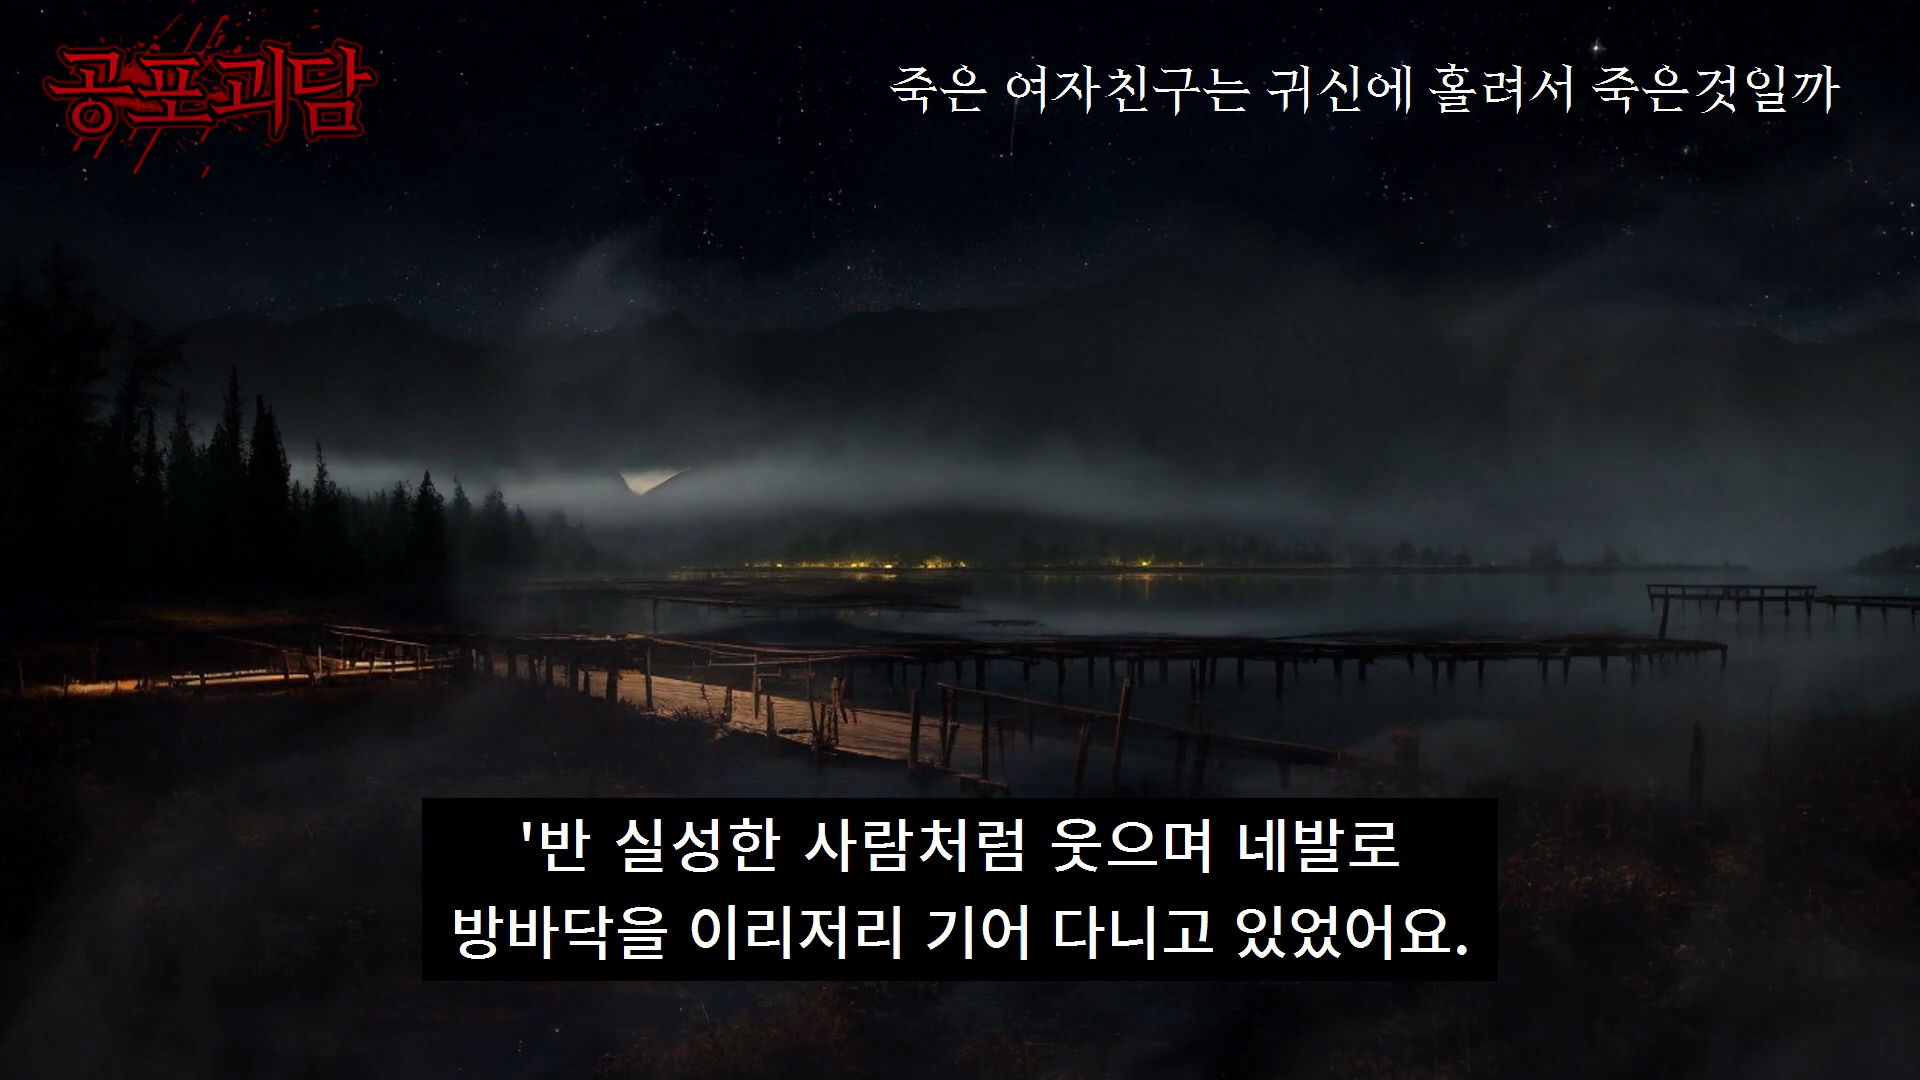 공포괴담
죽은 여자친구는 귀신에 홀려서 죽은것일까
'반 실성한 사람처럼 웃으며 네발로
방바닥을 이리저리 기어 다니고 있었어요.